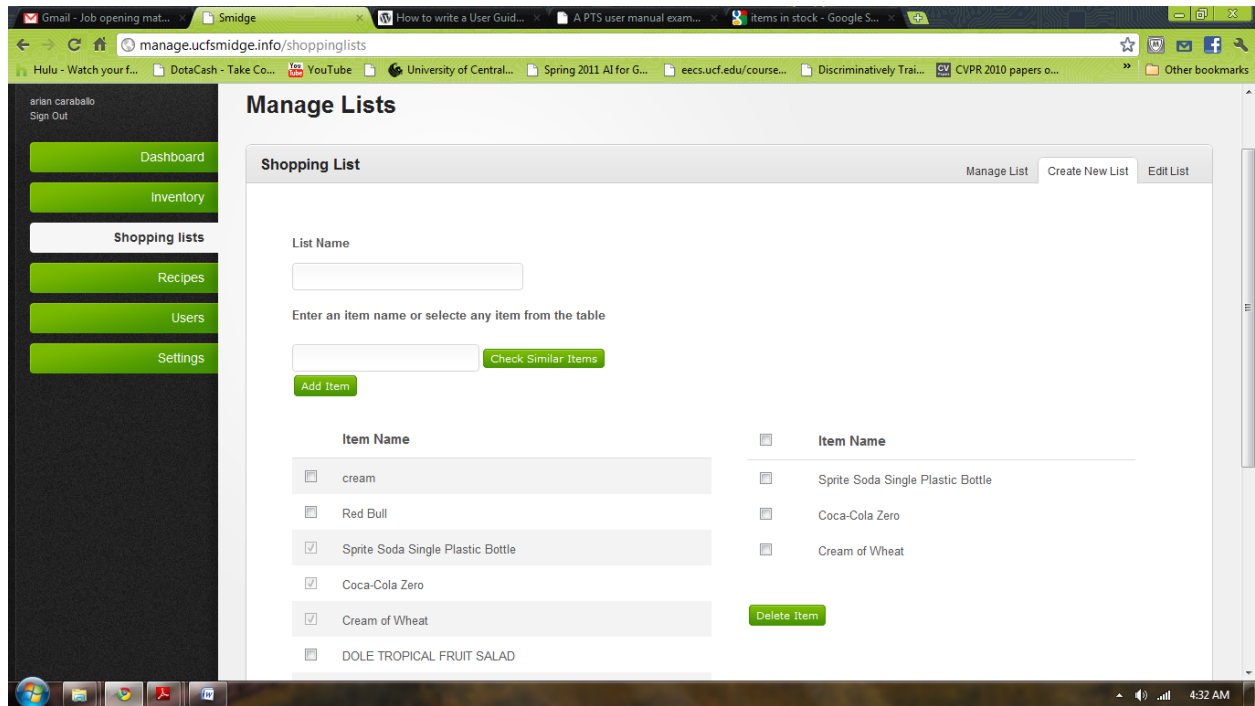 Gmail - Job opening mat...
Smidge
How to write a User Guid...
A PTS user manual exam...
items in stock - Google S...
manage.ucfsmidge.info/shoppinglists
Hulu - Watch your f...
DotaCash - Take Co...
YouTube
University of Central...
Spring 2011 AI for G...
eecs.ucf.edu/course...
Discriminatively Trai...
CVPR 2010 papers o...
»
Other bookmarks
arian caraballo
Sign Out
Manage Lists
Dashboard
Inventory
Shopping lists
Recipes
Users
Settings
Shopping List
Manage List
Create New List
Edit List
List Name
Enter an item name or selecte any item from the table
Check Similar Items
Add Item
Item Name
cream
Red Bull
Sprite Soda Single Plastic Bottle
Coca-Cola Zero
Cream of Wheat
DOLE TROPICAL FRUIT SALAD
Item Name
Sprite Soda Single Plastic Bottle
Coca-Cola Zero
Cream of Wheat
Delete Item
4:32 AM